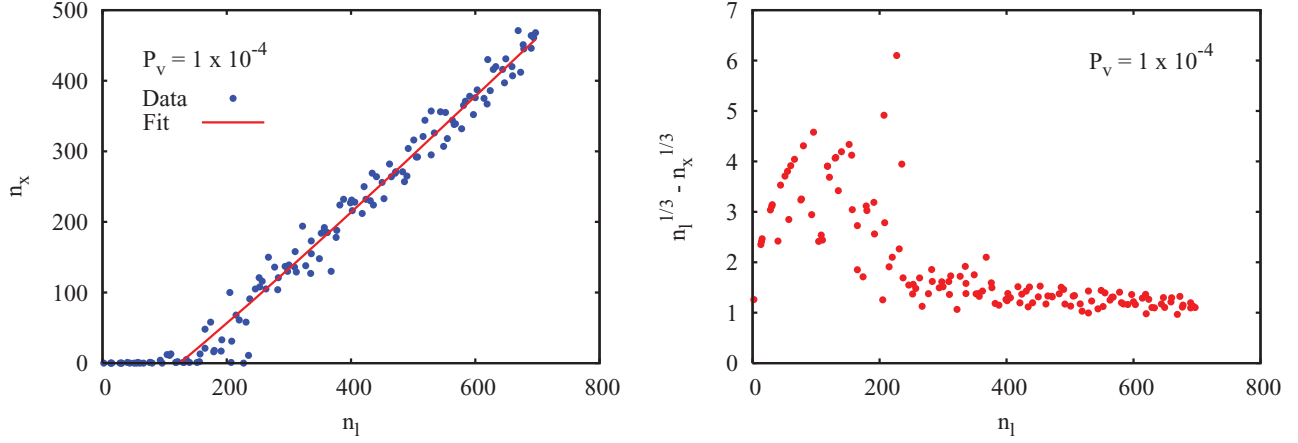 500
400
300
200
100
0
n_x
P_v = 1 x 10^-4
Data
Fit
0 200 400 600 800
n_l
7
6
5
4
3
2
1
0
n_l^1/3 - n_x^1/3
P_v = 1 x 10^-4
0 200 400 600 800
n_l